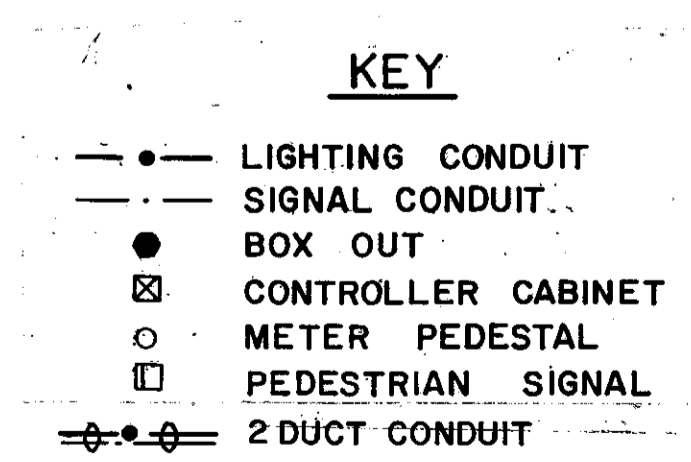 KEY
LIGHTING CONDUIT
SIGNAL CONDUIT
BOX OUT
CONTROLLER CABINET
METER PEDESTAL
PEDESTRIAN SIGNAL
2 DUCT CONDUIT